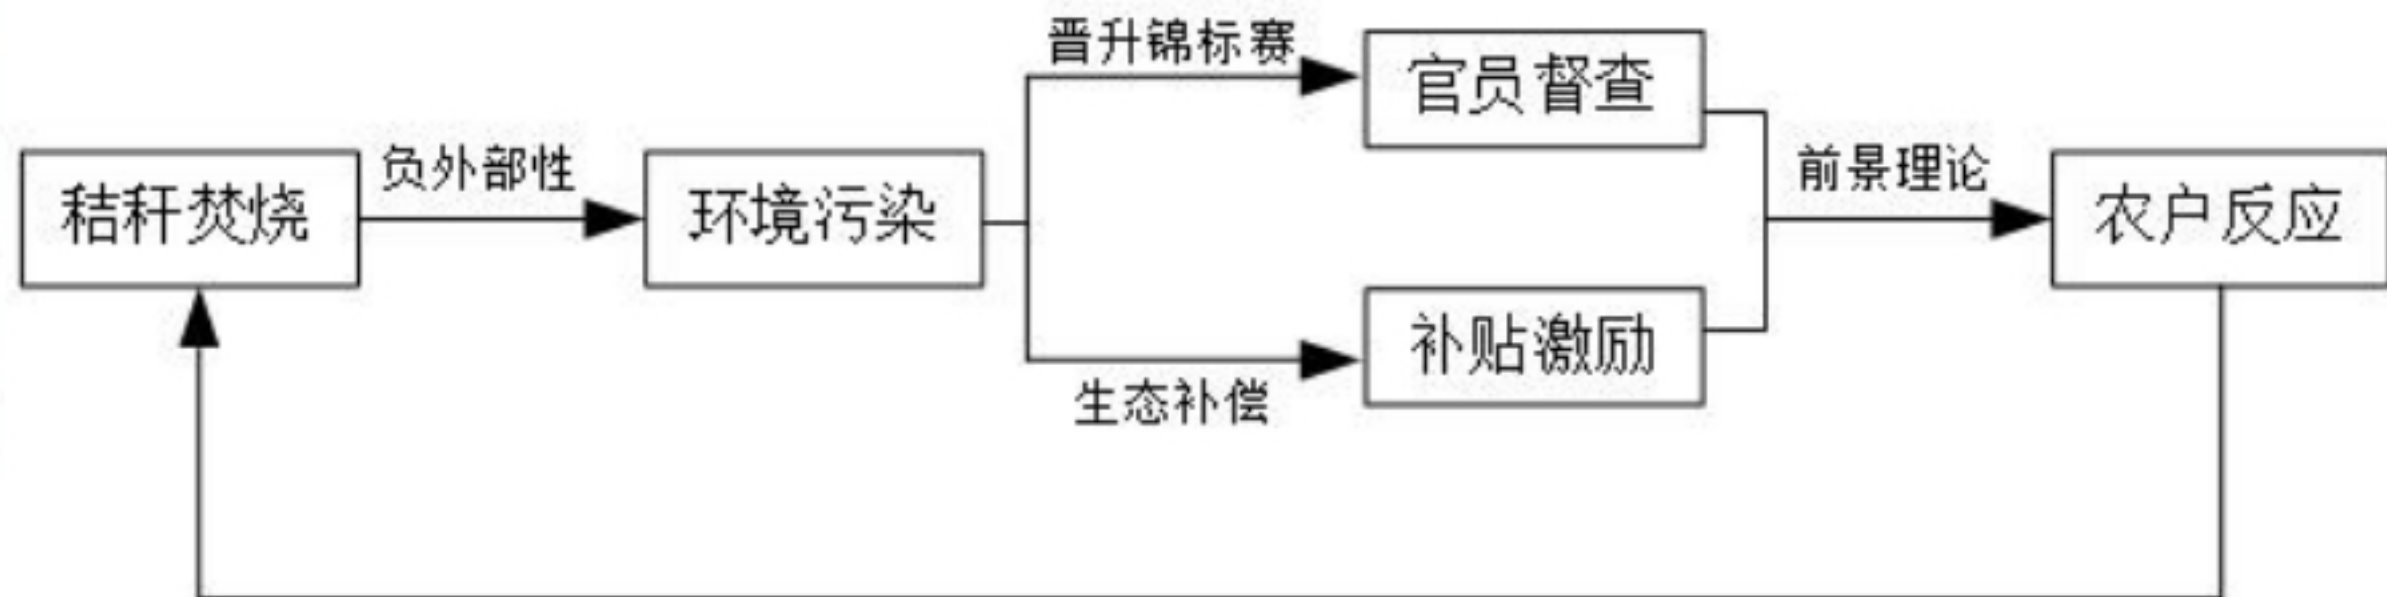 秸秆焚烧
负外部性
环境污染
晋升锦标赛
官员督查
生态补偿
补贴激励
前景理论
农户反应